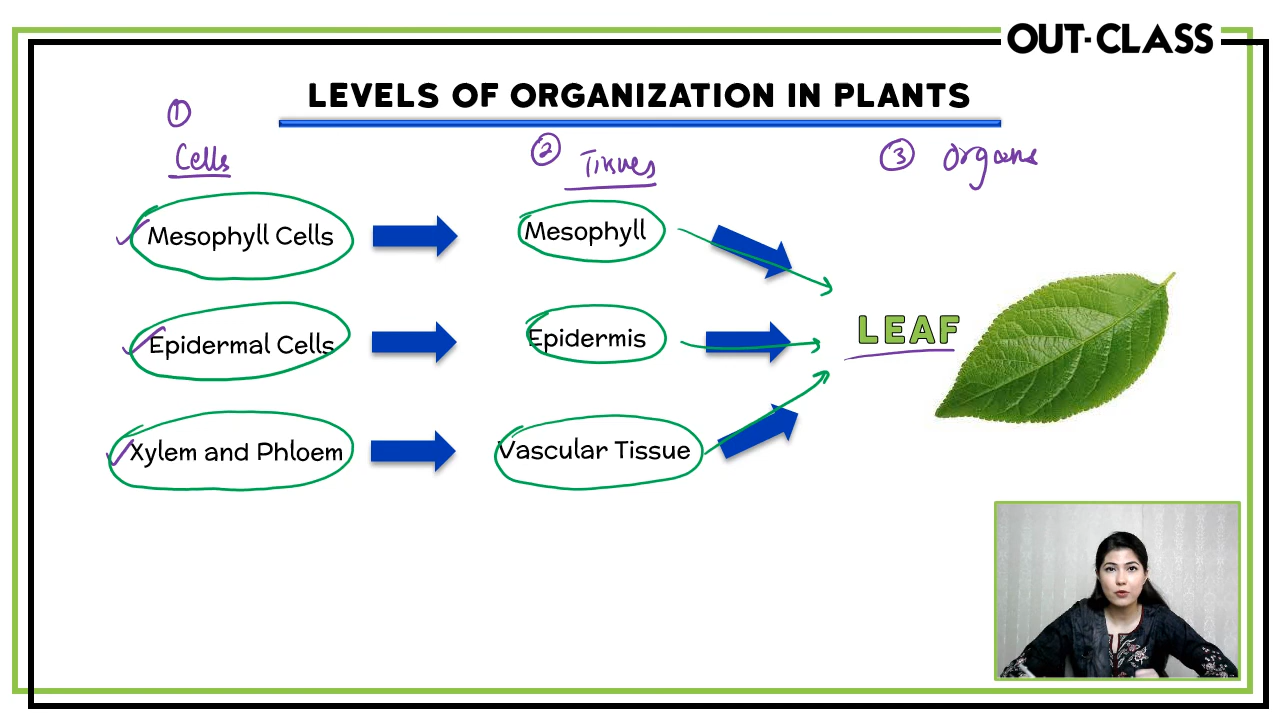 OUT-CLASS
LEVELS OF ORGANIZATION IN PLANTS
① Cells
② Tissues
③ Organs
Mesophyll Cells
Mesophyll
Epidermal Cells
Epidermis
LEAF
Xylem and Phloem
Vascular Tissue